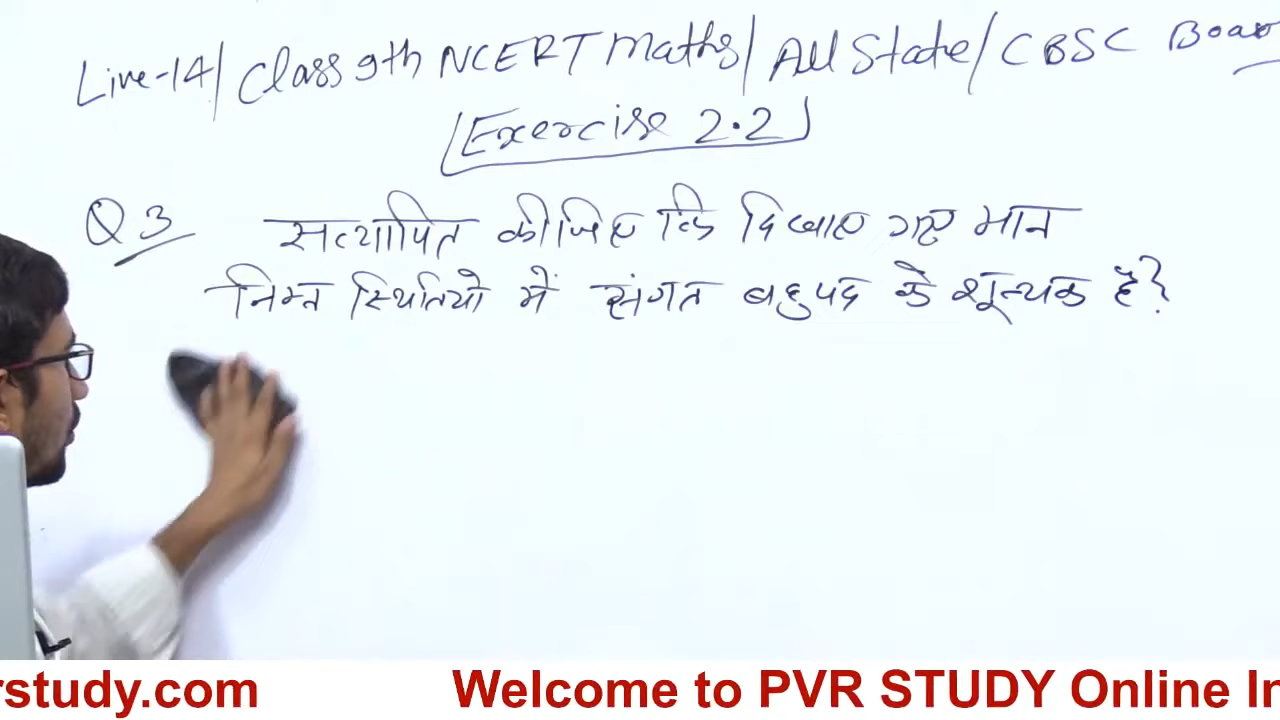 Live-14/ Class 9th NCERT Maths/ All State/ CBSC Boar
Exercise 2.2
Q 3 सत्यापित कीजिए कि दिखाए गए मान
निम्न स्थितियो में संगत बहुपद के शून्यक है?
rstudy.com Welcome to PVR STUDY Online In